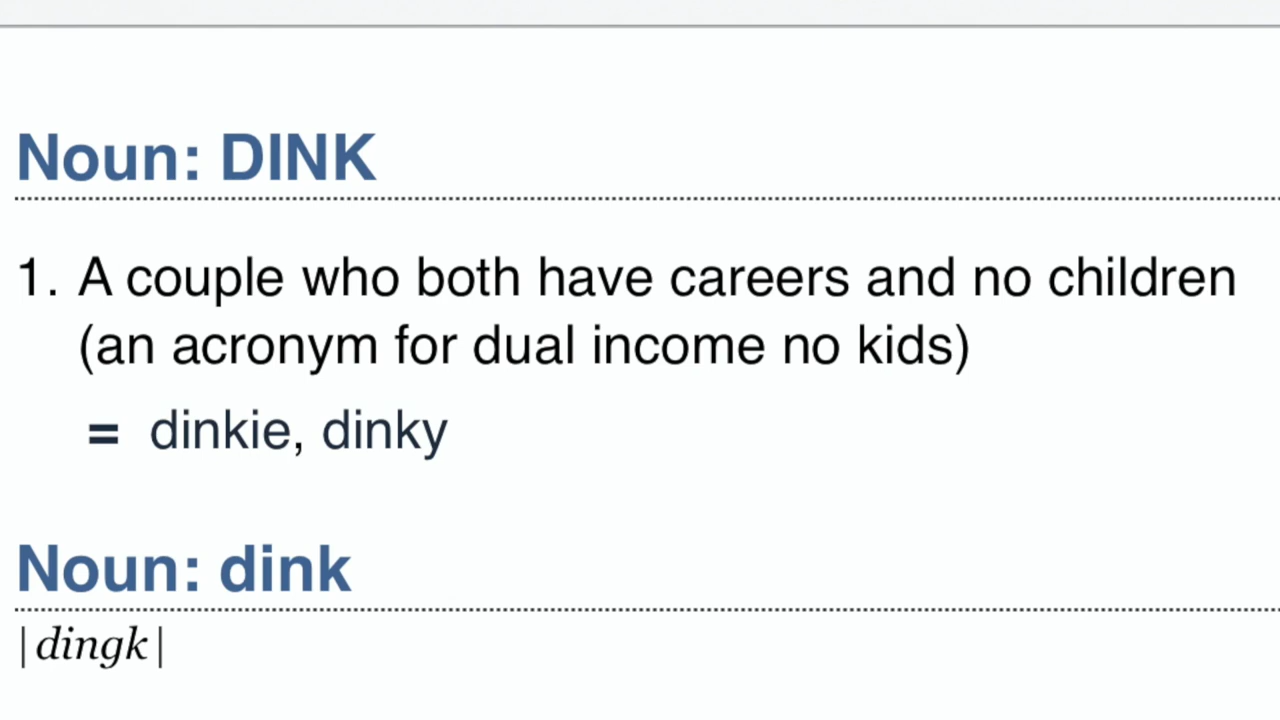 Noun: DINK
1. A couple who both have careers and no children
(an acronym for dual income no kids)
= dinkie, dinky
Noun: dink
|dingk|